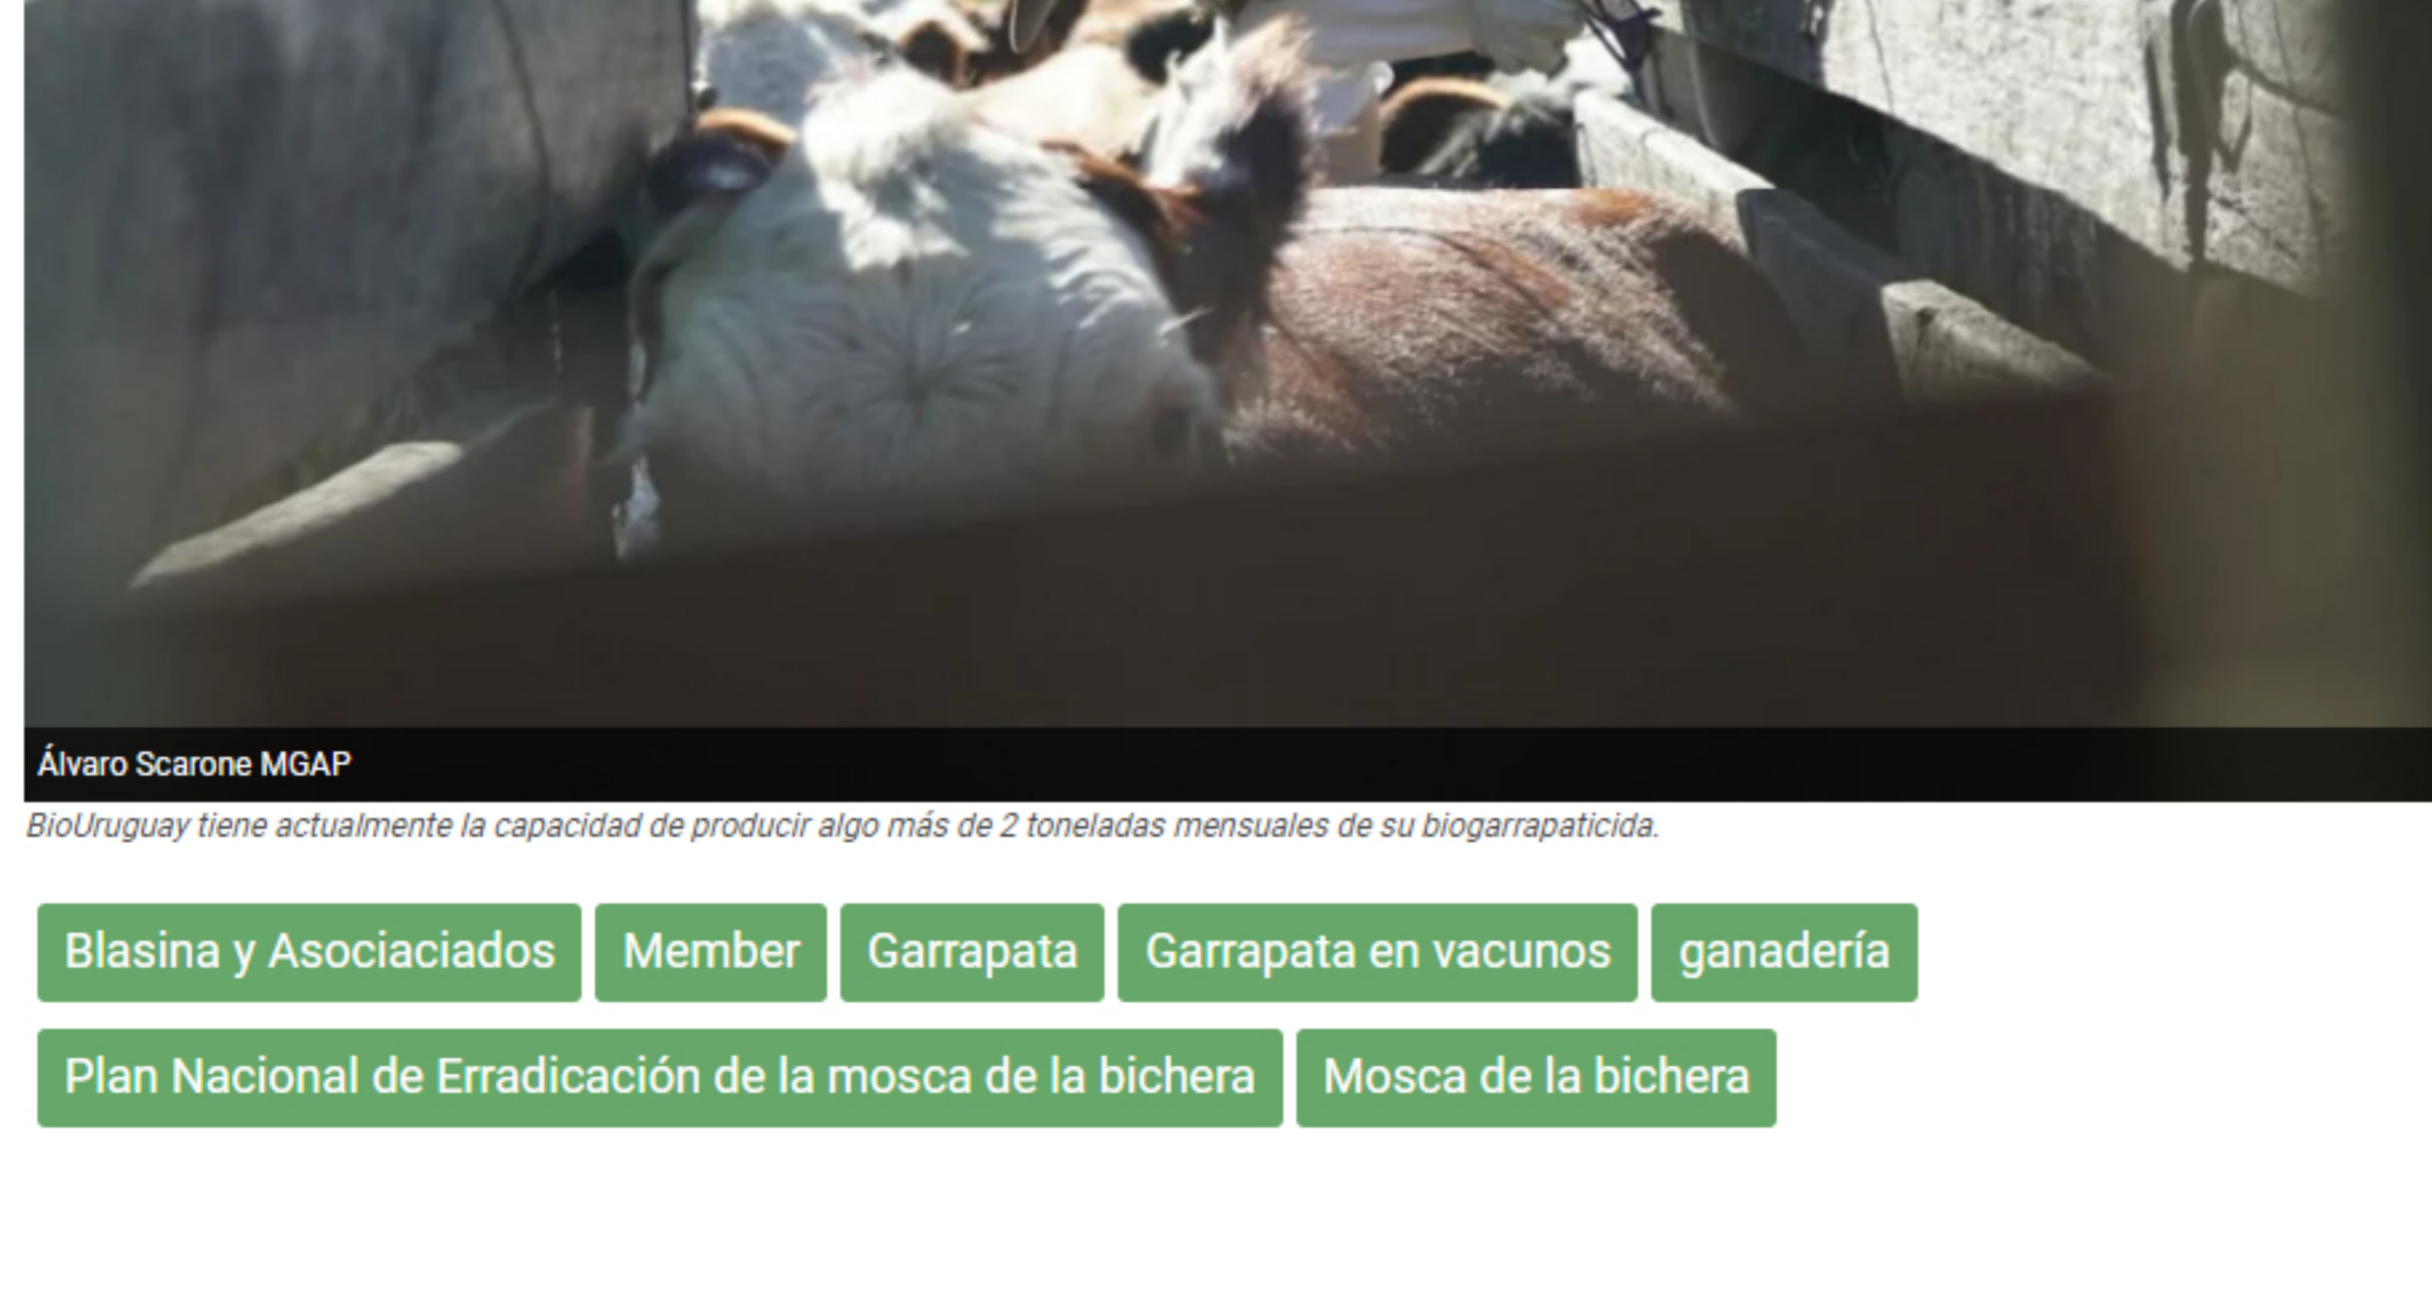 Álvaro Scarone MGAP
BioUruguay tiene actualmente la capacidad de producir algo más de 2 toneladas mensuales de su biogarrapaticida.
Blasina y Asociaciados Member Garrapata Garrapata en vacunos ganadería
Plan Nacional de Erradicación de la mosca de la bichera Mosca de la bichera